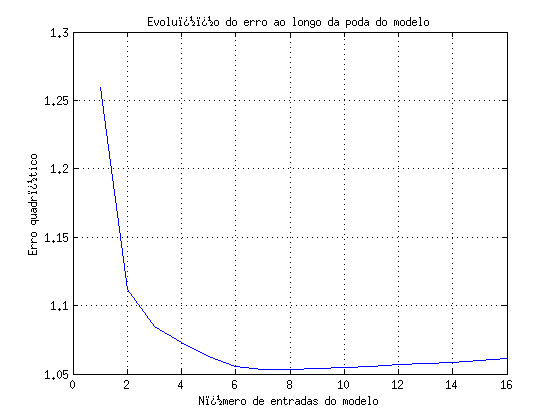 Evoluï¿½ï¿½o do erro ao longo da poda do modelo
1.3
1.25
1.2
1.15
1.1
1.05
Erro quadrï¿½tico
0 2 4 6 8 10 12 14 16
Nï¿½mero de entradas do modelo